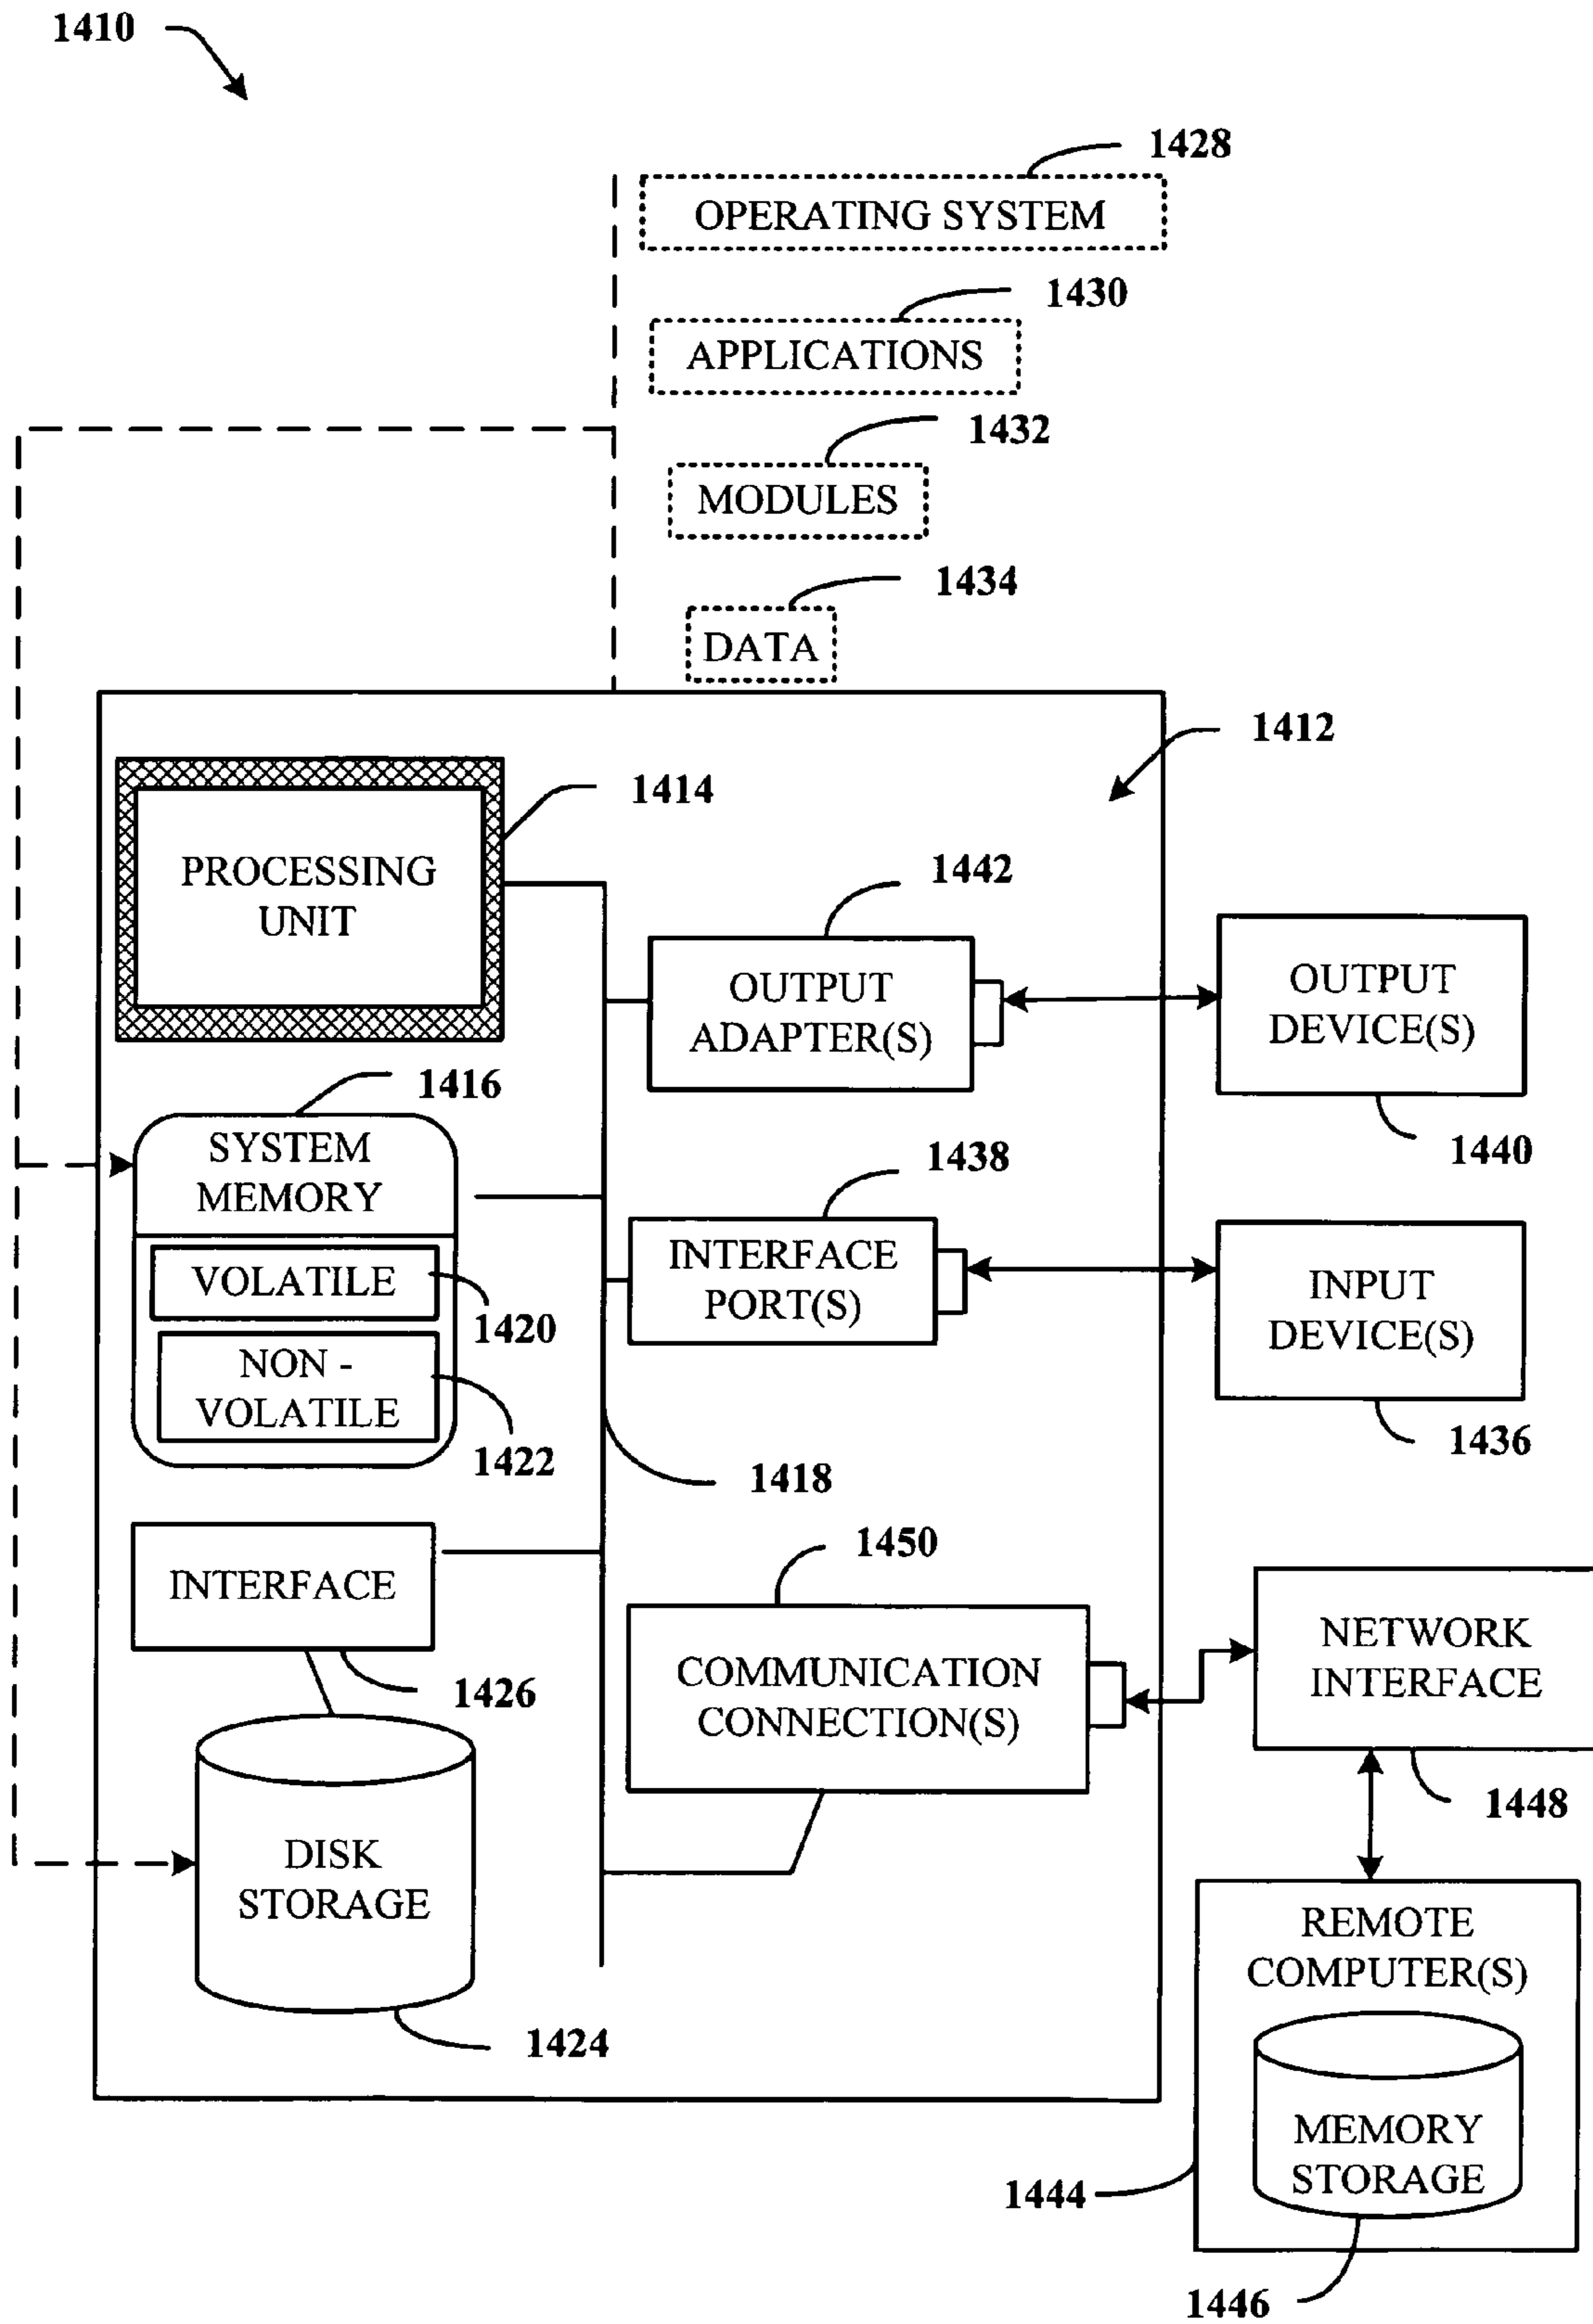 1410
1428
OPERATING SYSTEM
1430
APPLICATIONS
1432
MODULES
1434
DATA
1412
1414
PROCESSING
UNIT
1442
OUTPUT
ADAPTER(S)
OUTPUT
DEVICE(S)
1440
1416
SYSTEM
MEMORY
VOLATILE
1420
NON -
VOLATILE
1422
1438
INTERFACE
PORT(S)
INPUT
DEVICE(S)
1436
1418
INTERFACE
1426
1450
COMMUNICATION
CONNECTION(S)
NETWORK
INTERFACE
1448
DISK
STORAGE
1424
REMOTE
COMPUTER(S)
MEMORY
STORAGE
1444
1446